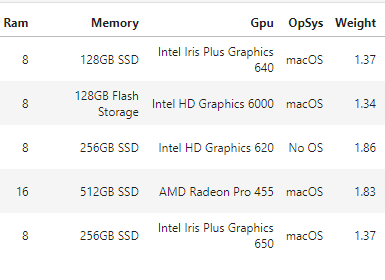 Ram Memory Gpu OpSys Weight
8 128GB SSD Intel Iris Plus Graphics 640 macOS 1.37
8 128GB Flash Storage Intel HD Graphics 6000 macOS 1.34
8 256GB SSD Intel HD Graphics 620 No OS 1.86
16 512GB SSD AMD Radeon Pro 455 macOS 1.83
8 256GB SSD Intel Iris Plus Graphics 650 macOS 1.37